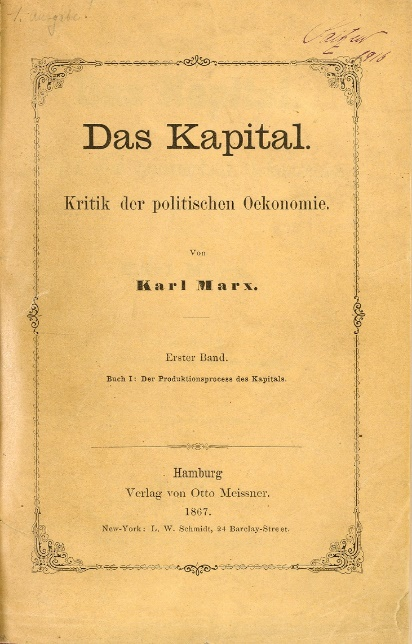 1. Ausgabe!
1916
Das Kapital.
Kritik der politischen Oekonomie.
Von
Karl Marx.
Erster Band.
Buch I: Der Produktionsprocess des Kapitals.
Hamburg
Verlag von Otto Meissner.
1867.
New-York: L. W. Schmidt, 24 Barclay-Street.